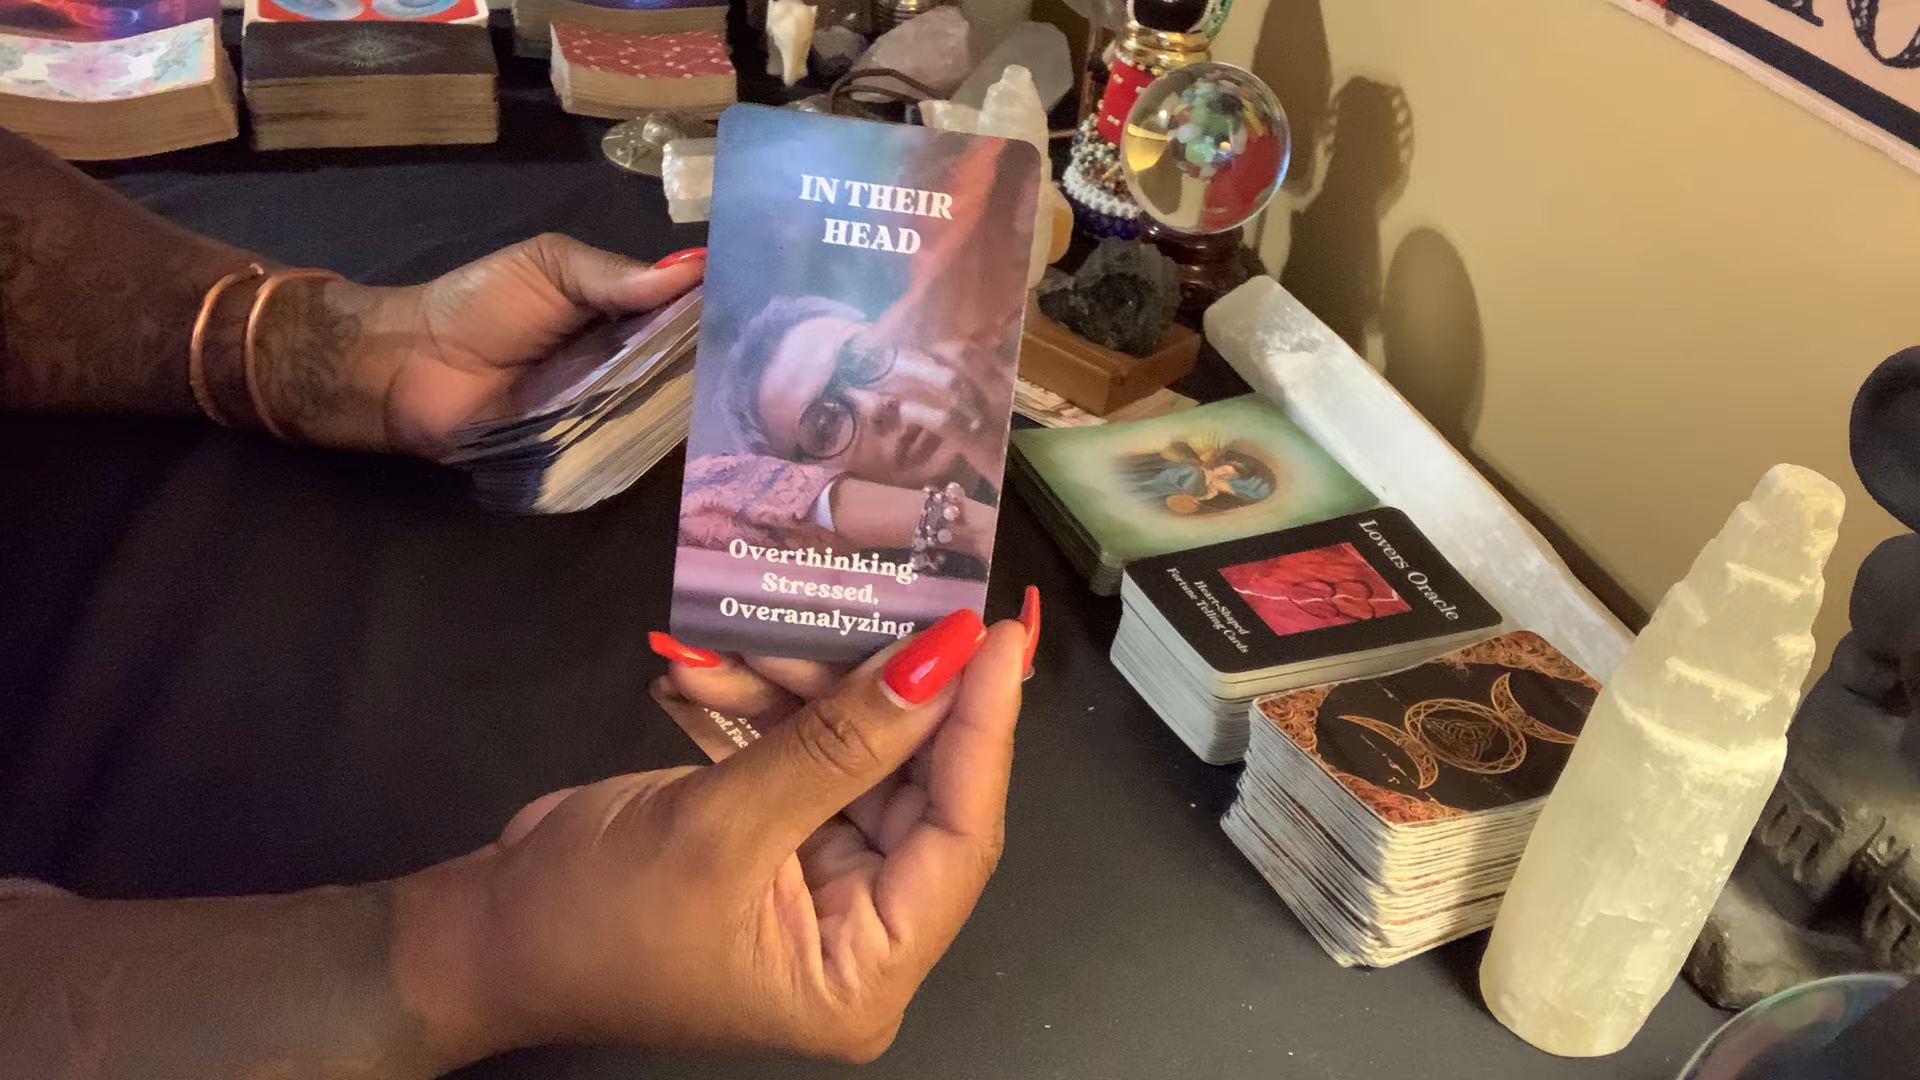 IN THEIR
HEAD
Overthinking,
Stressed,
Overanalyzing
Lovers Oracle
Heart-Shaped
Fortune Telling Cards